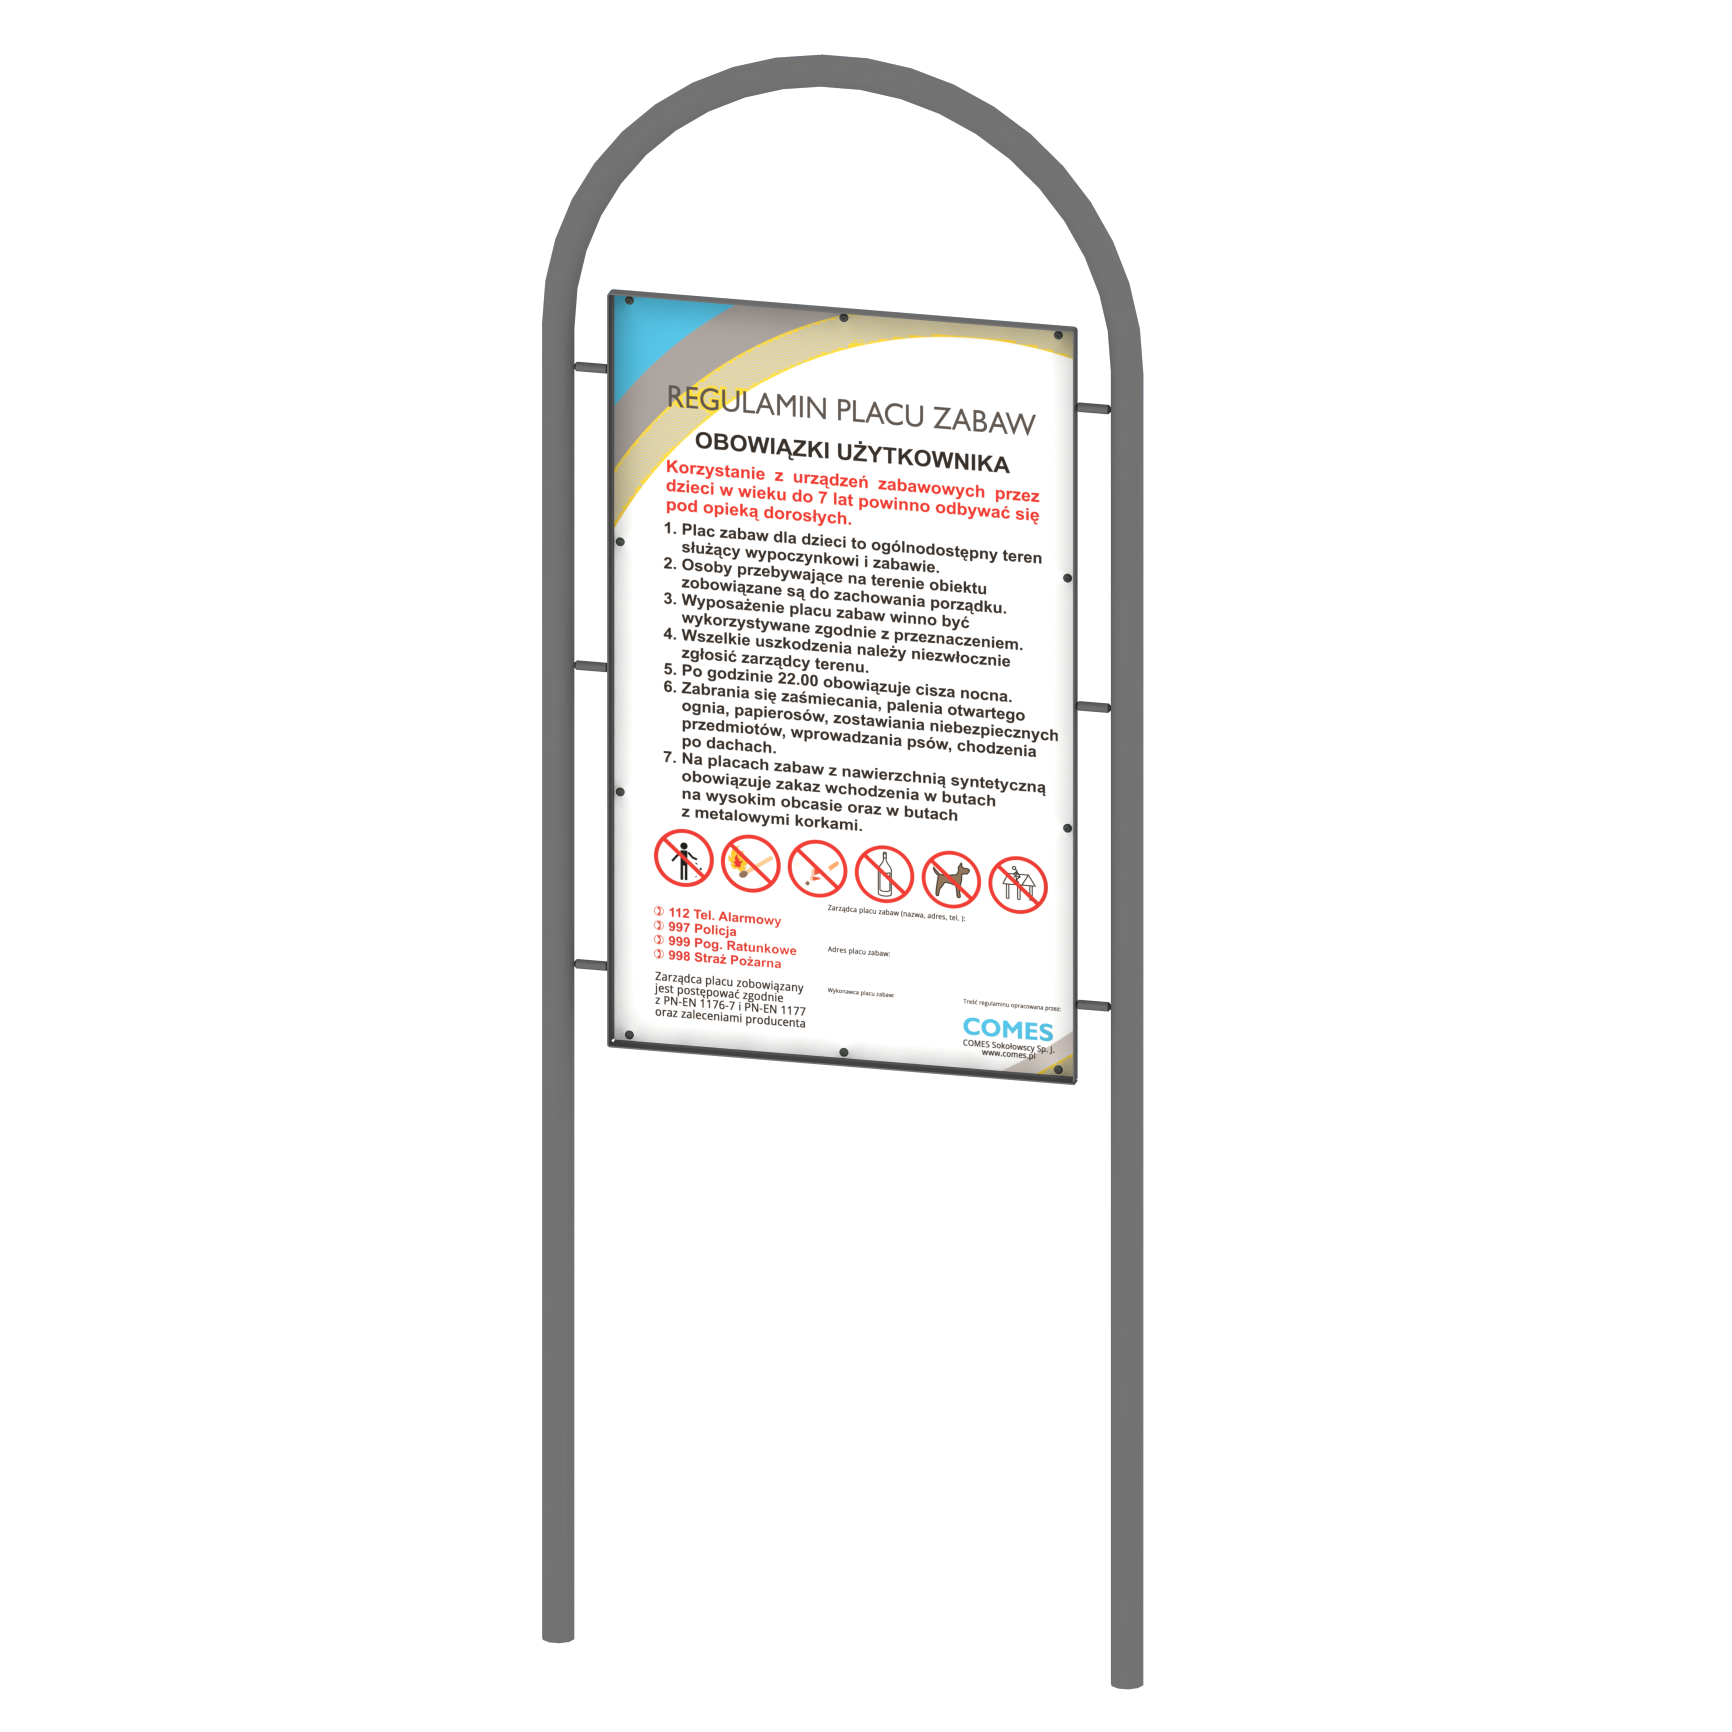 REGULAMIN PLACU ZABAW
OBOWIĄZKI UŻYTKOWNIKA
Korzystanie z urządzeń zabawowych przez
dzieci w wieku do 7 lat powinno odbywać się
pod opieką dorosłych.
1. Plac zabaw dla dzieci to ogólnodostępny teren
służący wypoczynkowi i zabawie.
2. Osoby przebywające na terenie obiektu
zobowiązane są do zachowania porządku.
3. Wyposażenie placu zabaw winno być
wykorzystywane zgodnie z przeznaczeniem.
4. Wszelkie uszkodzenia należy niezwłocznie
zgłosić zarządcy terenu.
5. Po godzinie 22.00 obowiązuje cisza nocna.
6. Zabrania się zaśmiecania, palenia otwartego
ognia, papierosów, zostawiania niebezpiecznych
przedmiotów, wprowadzania psów, chodzenia
po dachach.
7. Na placach zabaw z nawierzchnią syntetyczną
obowiązuje zakaz wchodzenia w butach
na wysokim obcasie oraz w butach
z metalowymi korkami.
112 Tel. Alarmowy
997 Policja
999 Pog. Ratunkowe
998 Straż Pożarna
Zarządca placu zobowiązany
jest postępować zgodnie
z PN-EN 1176-7 i PN-EN 1177
oraz zaleceniami producenta
Zarządca placu zabaw (nazwa, adres, tel. ):
Adres placu zabaw:
Wykonawca placu zabaw:
Treść regulaminu opracowana przez:
COMES
COMES Sokołowscy Sp. J.
www.comes.pl